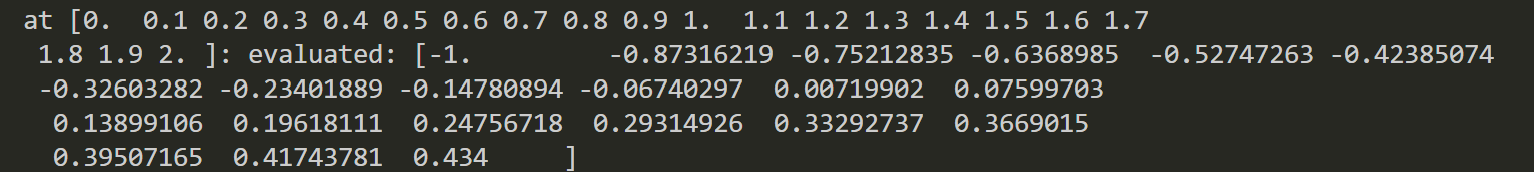 at [0.  0.1 0.2 0.3 0.4 0.5 0.6 0.7 0.8 0.9 1.  1.1 1.2 1.3 1.4 1.5 1.6 1.7
 1.8 1.9 2. ]: evaluated: [-1.         -0.87316219 -0.75212835 -0.6368985  -0.52747263 -0.42385074
 -0.32603282 -0.23401889 -0.14780894 -0.06740297  0.00719902  0.07599703
  0.13899106  0.19618111  0.24756718  0.29314926  0.33292737  0.3669015
  0.39507165  0.41743781  0.434     ]